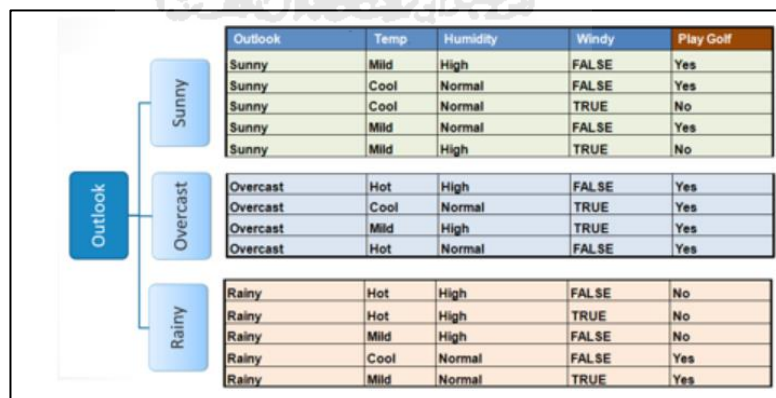 Outlook Temp Humidity Windy Play Golf
Sunny Mild High FALSE Yes
Sunny Cool Normal FALSE Yes
Sunny Cool Normal TRUE No
Sunny Mild Normal FALSE Yes
Sunny Mild High TRUE No
Sunny
Outlook
Overcast
Overcast Hot High FALSE Yes
Overcast Cool Normal TRUE Yes
Overcast Mild High TRUE Yes
Overcast Hot Normal FALSE Yes
Rainy
Rainy Hot High FALSE No
Rainy Hot High TRUE No
Rainy Mild High FALSE No
Rainy Cool Normal FALSE Yes
Rainy Mild Normal TRUE Yes